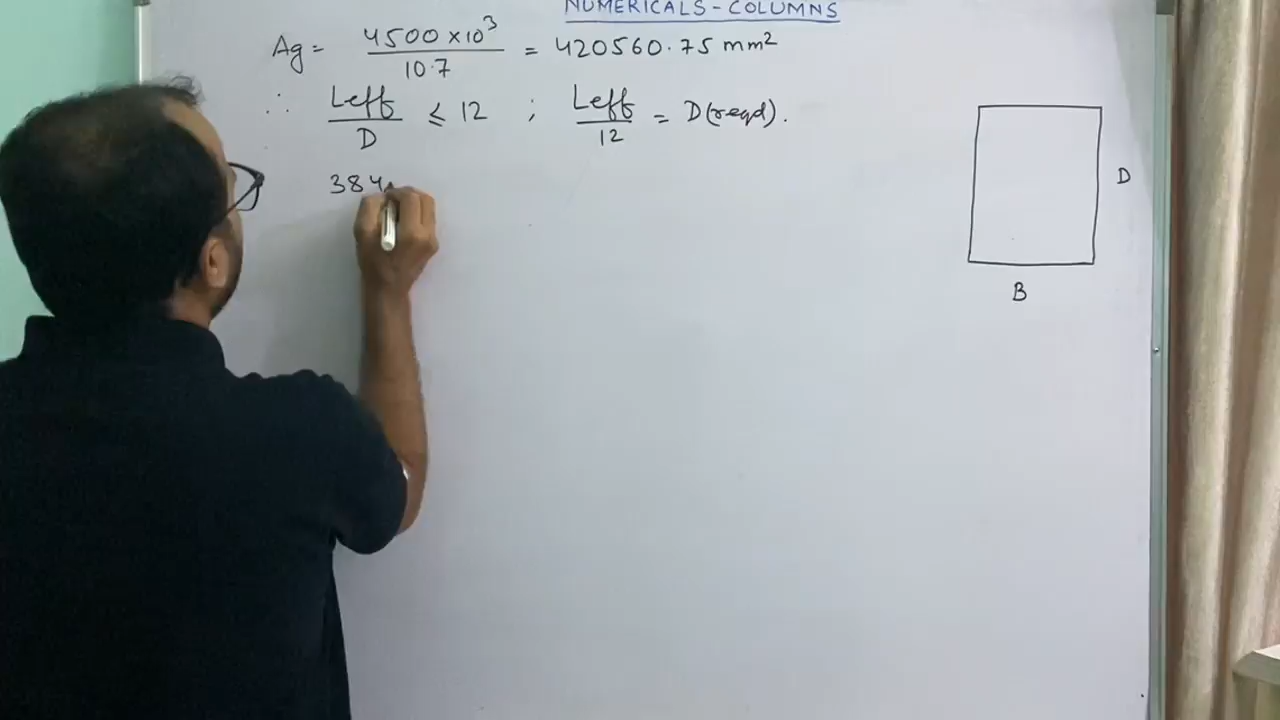 NUMERICALS - COLUMNS
Ag = 4500 ×10³ / 10.7 = 420560.75 mm²
∴ Leff / D ≤ 12 ; Leff / 12 = D(reqd).
384
D
B